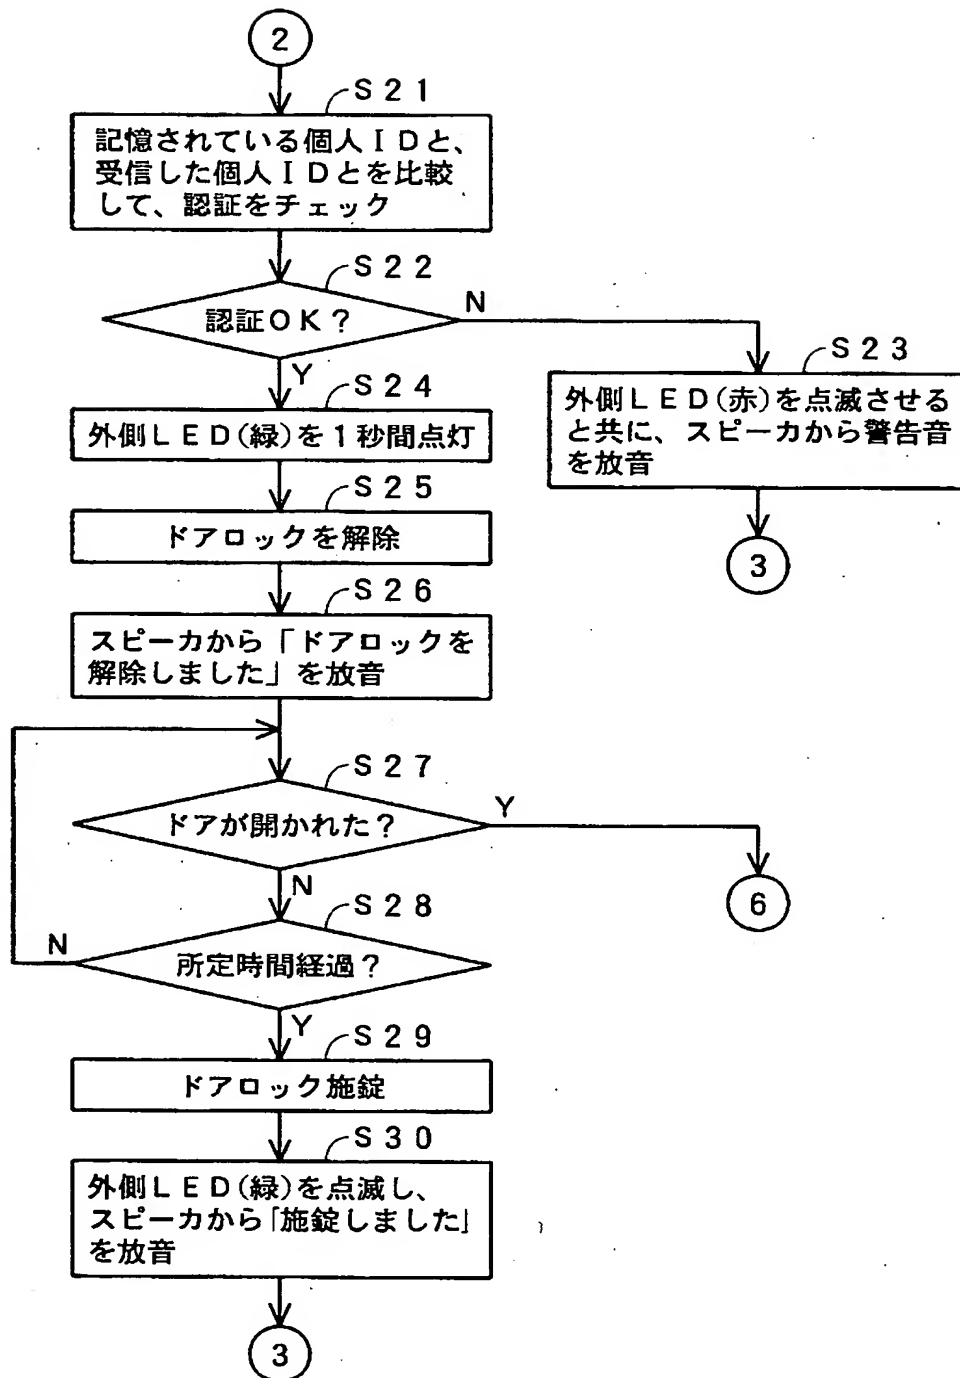 2
S21
記憶されている個人IDと、
受信した個人IDとを比較
して、認証をチェック
S22
認証OK?
N
Y
S23
外側LED(赤)を点滅させる
と共に、スピーカから警告音
を放音
3
S24
外側LED(緑)を1秒間点灯
S25
ドアロックを解除
S26
スピーカから「ドアロックを
解除しました」を放音
S27
ドアが開かれた?
Y
6
N
S28
所定時間経過?
N
Y
S29
ドアロック施錠
S30
外側LED(緑)を点滅し、
スピーカから「施錠しました」
を放音
3